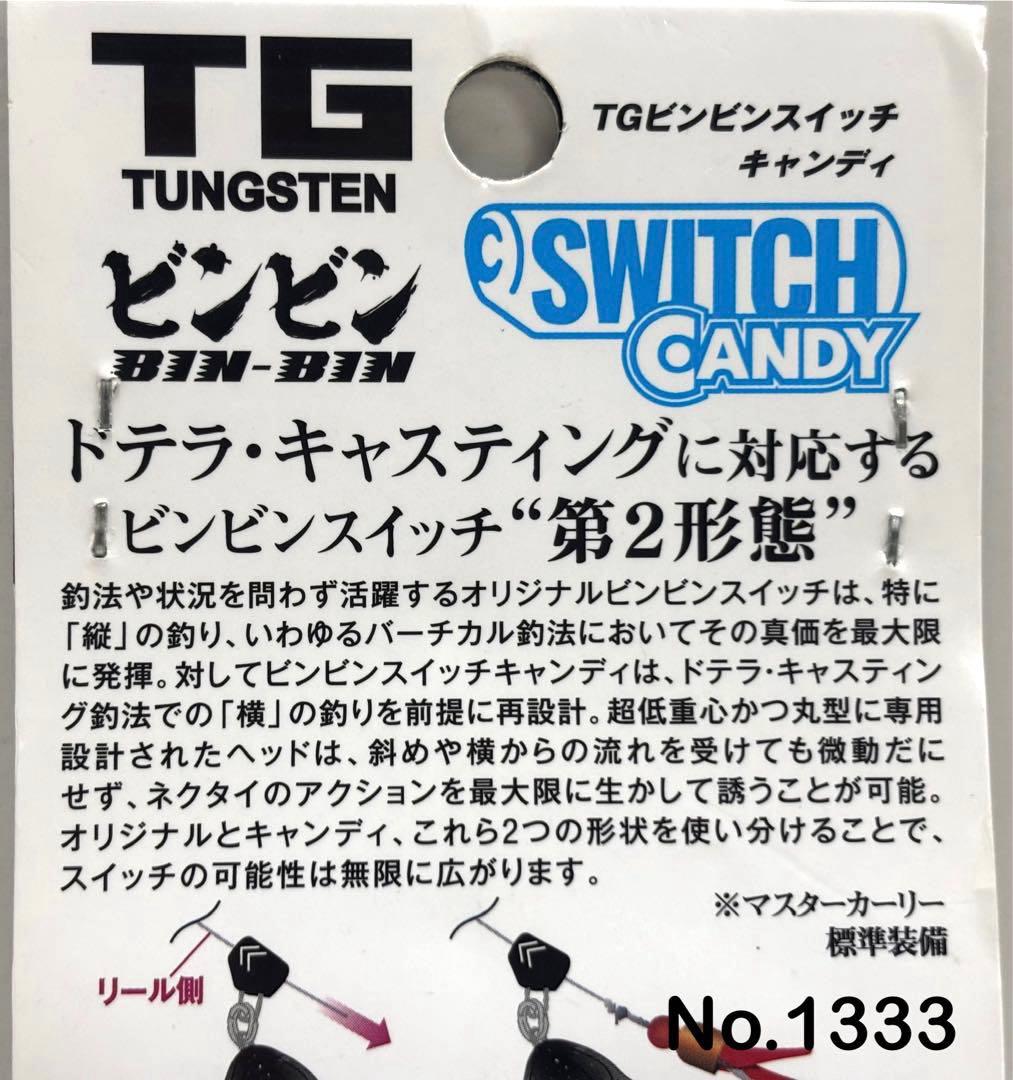 TG
TUNGSTEN
ビンビン
BIN-BIN
TGビンビンスイッチ
キャンディ
SWITCH
CANDY
ドテラ・キャスティングに対応する
ビンビンスイッチ“第2形態”
釣法や状況を問わず活躍するオリジナルビンビンスイッチは、特に
「縦」の釣り、いわゆるバーチカル釣法においてその真価を最大限
に発揮。対してビンビンスイッチキャンディは、ドテラ・キャスティン
グ釣法での「横」の釣りを前提に再設計。超低重心かつ丸型に専用
設計されたヘッドは、斜めや横からの流れを受けても微動だに
せず、ネクタイのアクションを最大限に生かして誘うことが可能。
オリジナルとキャンディ、これら2つの形状を使い分けることで、
スイッチの可能性は無限に広がります。
※マスターカーリー
標準装備
リール側
No.1333